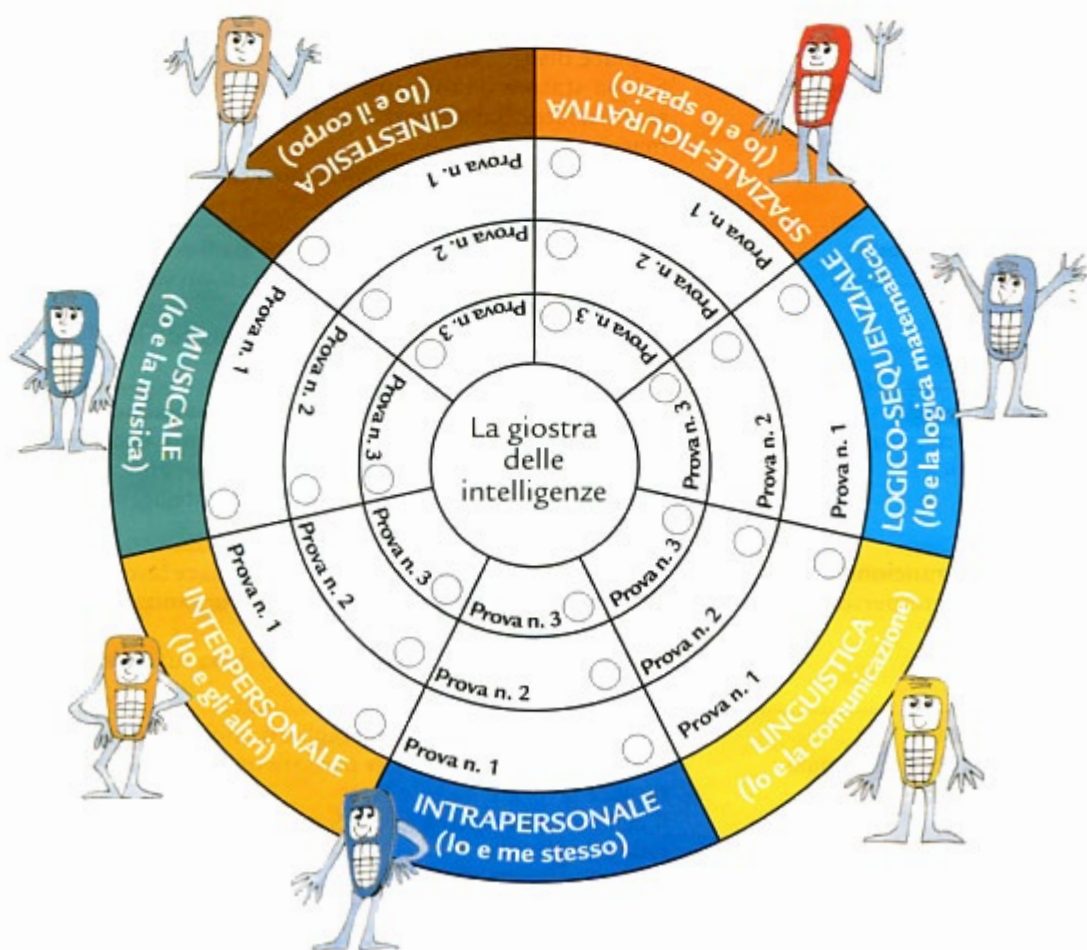 La giostra
delle
intelligenze
SPAZIALE-FIGURATIVA
(Io e lo spazio)
Prova n. 1
Prova n. 2
Prova n. 3
LOGICO-SEQUENZIALE
(Io e la logica matematica)
Prova n. 1
Prova n. 2
Prova n. 3
LINGUISTICA
(Io e la comunicazione)
Prova n. 1
Prova n. 2
Prova n. 3
INTRAPERSONALE
(Io e me stesso)
Prova n. 1
Prova n. 2
Prova n. 3
INTERPERSONALE
(Io e gli altri)
Prova n. 1
Prova n. 2
Prova n. 3
MUSICALE
(Io e la musica)
Prova n. 1
Prova n. 2
Prova n. 3
CINESTESICA
(Io e il corpo)
Prova n. 1
Prova n. 2
Prova n. 3